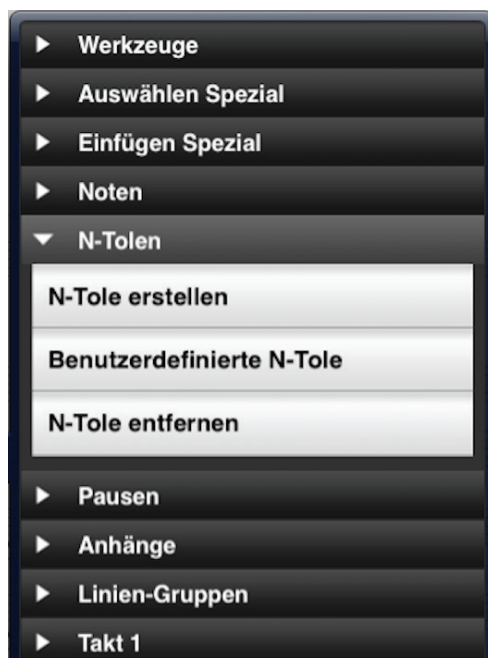 Werkzeuge
Auswählen Spezial
Einfügen Spezial
Noten
N-Tolen
N-Tole erstellen
Benutzerdefinierte N-Tole
N-Tole entfernen
Pausen
Anhänge
Linien-Gruppen
Takt 1